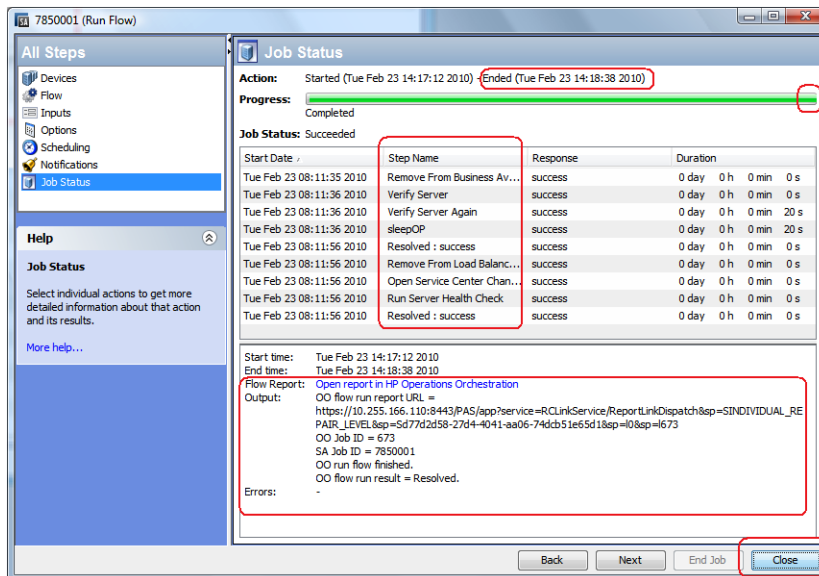 SA 7850001 (Run Flow)
All Steps
Devices
Flow
Inputs
Options
Scheduling
Notifications
Job Status
Help
Job Status
Select individual actions to get more
detailed information about that action
and its results.
More help...
Job Status
Action: Started (Tue Feb 23 14:17:12 2010) - Ended (Tue Feb 23 14:18:38 2010)
Progress:
Completed
Job Status: Succeeded
Start Date Step Name Response Duration
Tue Feb 23 08:11:35 2010 Remove From Business Av... success 0 day 0 h 0 min 0 s
Tue Feb 23 08:11:36 2010 Verify Server success 0 day 0 h 0 min 0 s
Tue Feb 23 08:11:36 2010 Verify Server Again success 0 day 0 h 0 min 20 s
Tue Feb 23 08:11:36 2010 sleepOP success 0 day 0 h 0 min 20 s
Tue Feb 23 08:11:56 2010 Resolved : success success 0 day 0 h 0 min 0 s
Tue Feb 23 08:11:56 2010 Remove From Load Balanc... success 0 day 0 h 0 min 0 s
Tue Feb 23 08:11:56 2010 Open Service Center Chan... success 0 day 0 h 0 min 0 s
Tue Feb 23 08:11:56 2010 Run Server Health Check success 0 day 0 h 0 min 0 s
Tue Feb 23 08:11:56 2010 Resolved : success success 0 day 0 h 0 min 0 s
Start time: Tue Feb 23 14:17:12 2010
End time: Tue Feb 23 14:18:38 2010
Flow Report: Open report in HP Operations Orchestration
Output: OO flow run report URL =
https://10.255.166.110:8443/PAS/app?service=RCLinkService/ReportLinkDispatch&sp=SINDIVIDUAL_RE
PAIR_LEVEL&sp=Sd77d2d58-27d4-4041-aa06-74dcb51e65d1&sp=l0&sp=l673
OO Job ID = 673
SA Job ID = 7850001
OO run flow finished.
OO flow run result = Resolved.
Errors: -
Back Next End Job Close